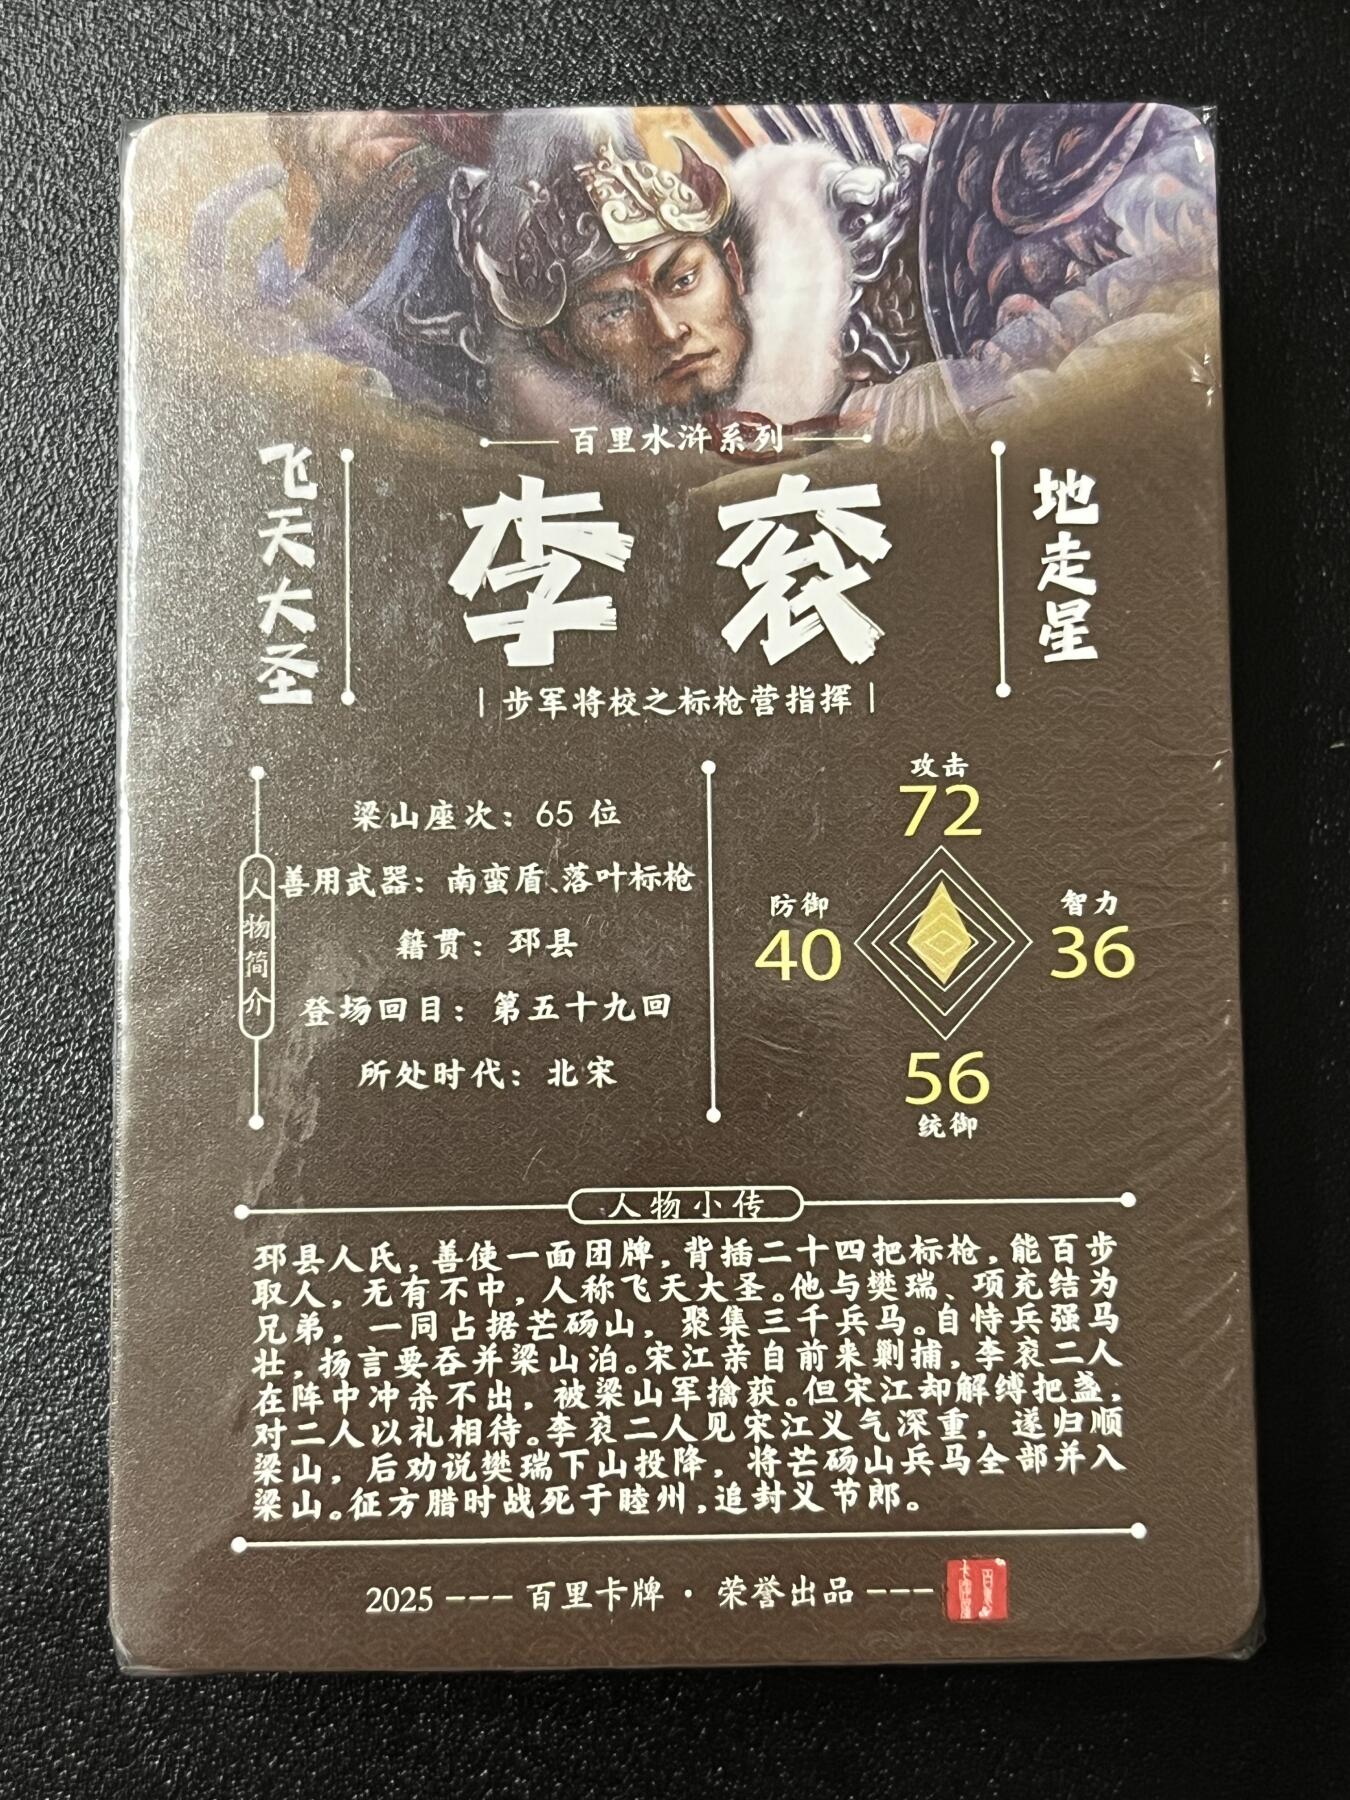 百里水浒系列
飞天大圣
李衮
地走星
步军将校之标枪营指挥
人物简介
梁山座次：65 位
善用武器：南蛮盾、落叶标枪
籍贯：邳县
登场回目：第五十九回
所处时代：北宋
攻击
72
防御
40
智力
36
56
统御
人物小传
邳县人氏，善使一面团牌，背插二十四把标枪，能百步
取人，无有不中，人称飞天大圣。他与樊瑞、项充结为
兄弟，一同占据芒砀山，聚集三千兵马。自恃兵强马
壮，扬言要吞并梁山泊。宋江亲自前来剿捕，李衮二人
在阵中冲杀不出，被梁山军擒获。但宋江却解缚把盏，
对二人以礼相待。李衮二人见宋江义气深重，遂归顺
梁山，后劝说樊瑞下山投降，将芒砀山兵马全部并入
梁山。征方腊时战死于睦州，追封义节郎。
2025 --- 百里卡牌 · 荣誉出品 ---